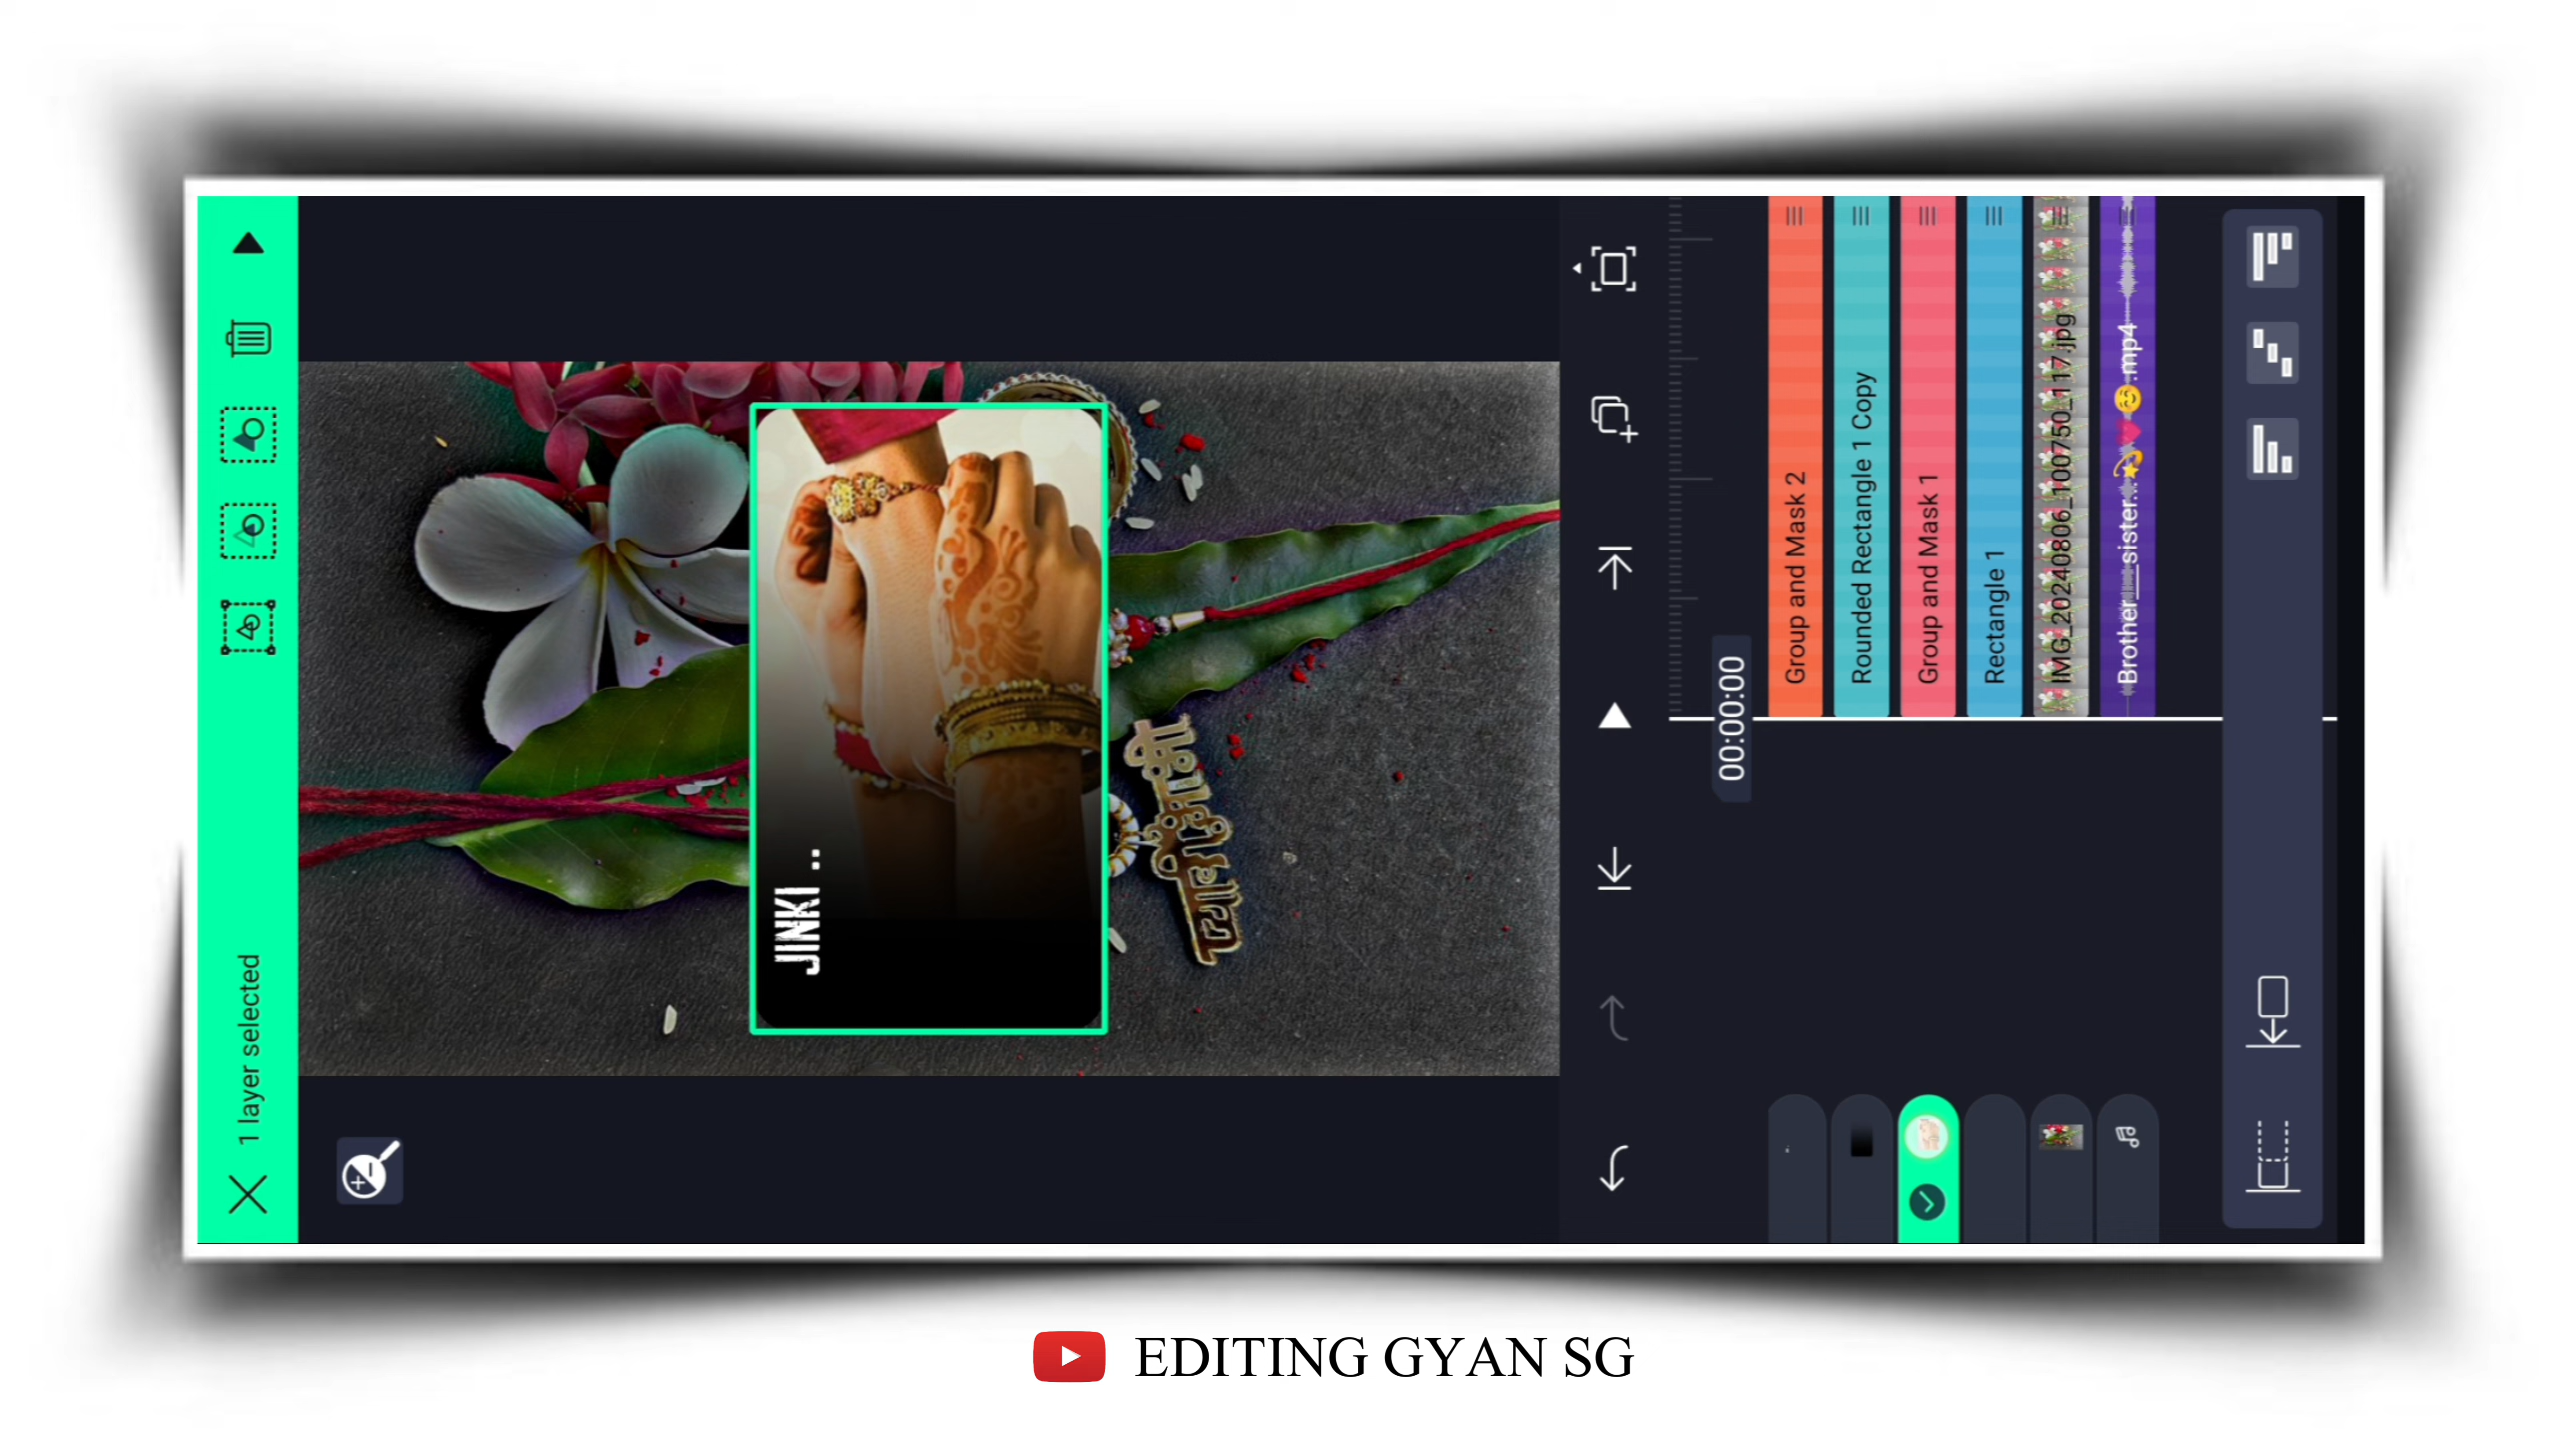 1 layer selected
JINKI ..
प्यारे भैया
00:00:00
Group and Mask 2
Rounded Rectangle 1 Copy
Group and Mask 1
Rectangle 1
IMG_20240806_100750_117.jpg
Brother__sister...💫❤️😊.mp4
EDITING GYAN SG